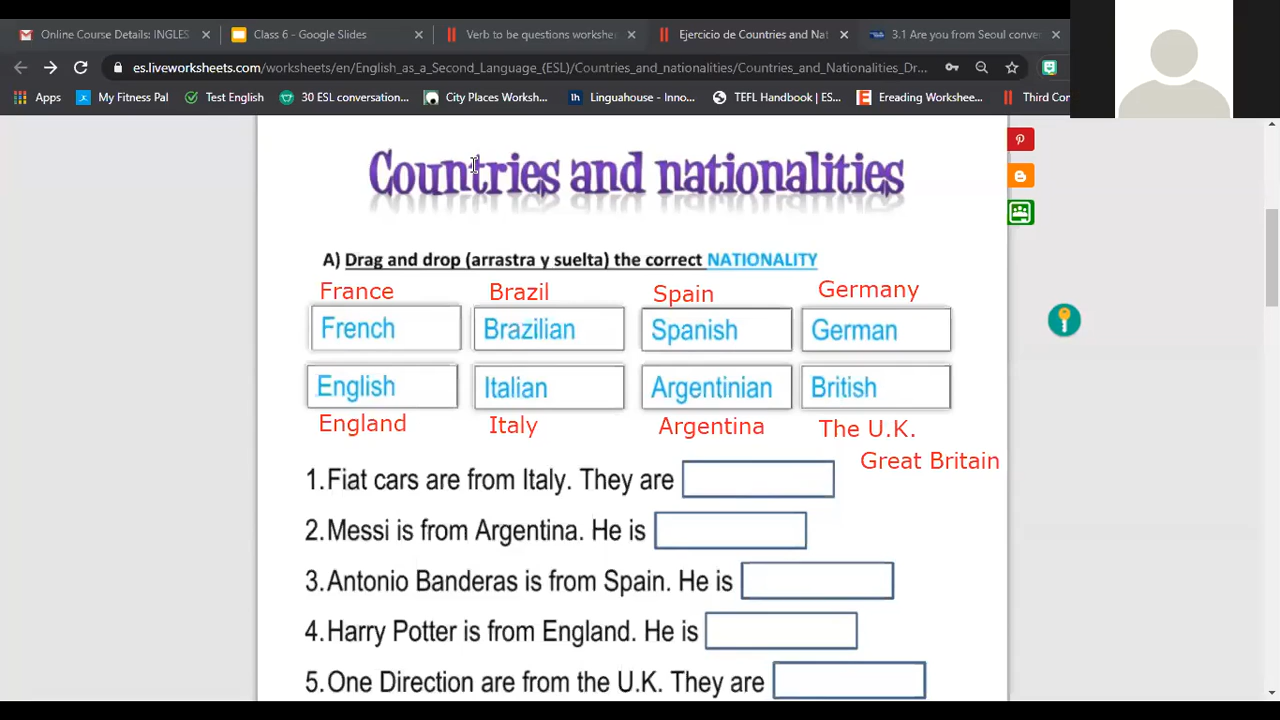 Online Course Details: INGLES
Class 6 - Google Slides
Verb to be questions workshe
Ejercicio de Countries and Nat
3.1 Are you from Seoul conver
es.liveworksheets.com/worksheets/en/English_as_a_Second_Language_(ESL)/Countries_and_nationalities/Countries_and_Nationalities_Dr...
Apps
My Fitness Pal
Test English
30 ESL conversation...
City Places Worksh...
Linguahouse - Inno...
TEFL Handbook | ES...
Ereading Workshee...
Third Con
Countries and nationalities
A) Drag and drop (arrastra y suelta) the correct NATIONALITY
France Brazil Spain Germany
French Brazilian Spanish German
English Italian Argentinian British
England Italy Argentina The U.K.
Great Britain
1.Fiat cars are from Italy. They are
2.Messi is from Argentina. He is
3.Antonio Banderas is from Spain. He is
4.Harry Potter is from England. He is
5.One Direction are from the U.K. They are